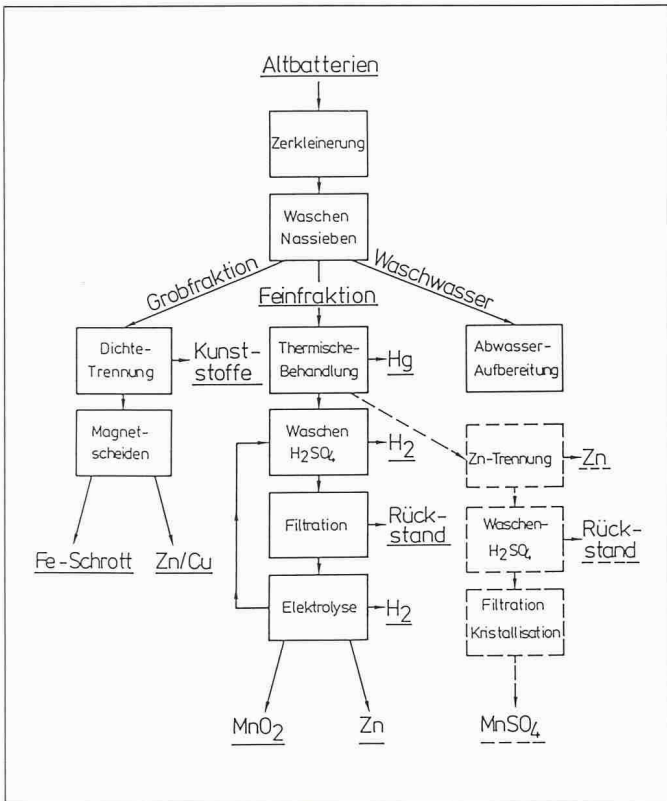 Altbatterien
Zerkleinerung
Waschen
Nassieben
Grobfraktion
Feinfraktion
Waschwasser
Dichte-
Trennung
Kunst-
stoffe
Thermische-
Behandlung
Hg
Abwasser-
Aufbereitung
Magnet-
scheiden
Waschen
H2SO4
H2
Zn-Trennung
Zn
Fe-Schrott
Zn/Cu
Filtration
Rück-
stand
Waschen-
H2SO4
Rück-
stand
Elektrolyse
H2
Filtration
Kristallisation
MnO2
Zn
MnSO4